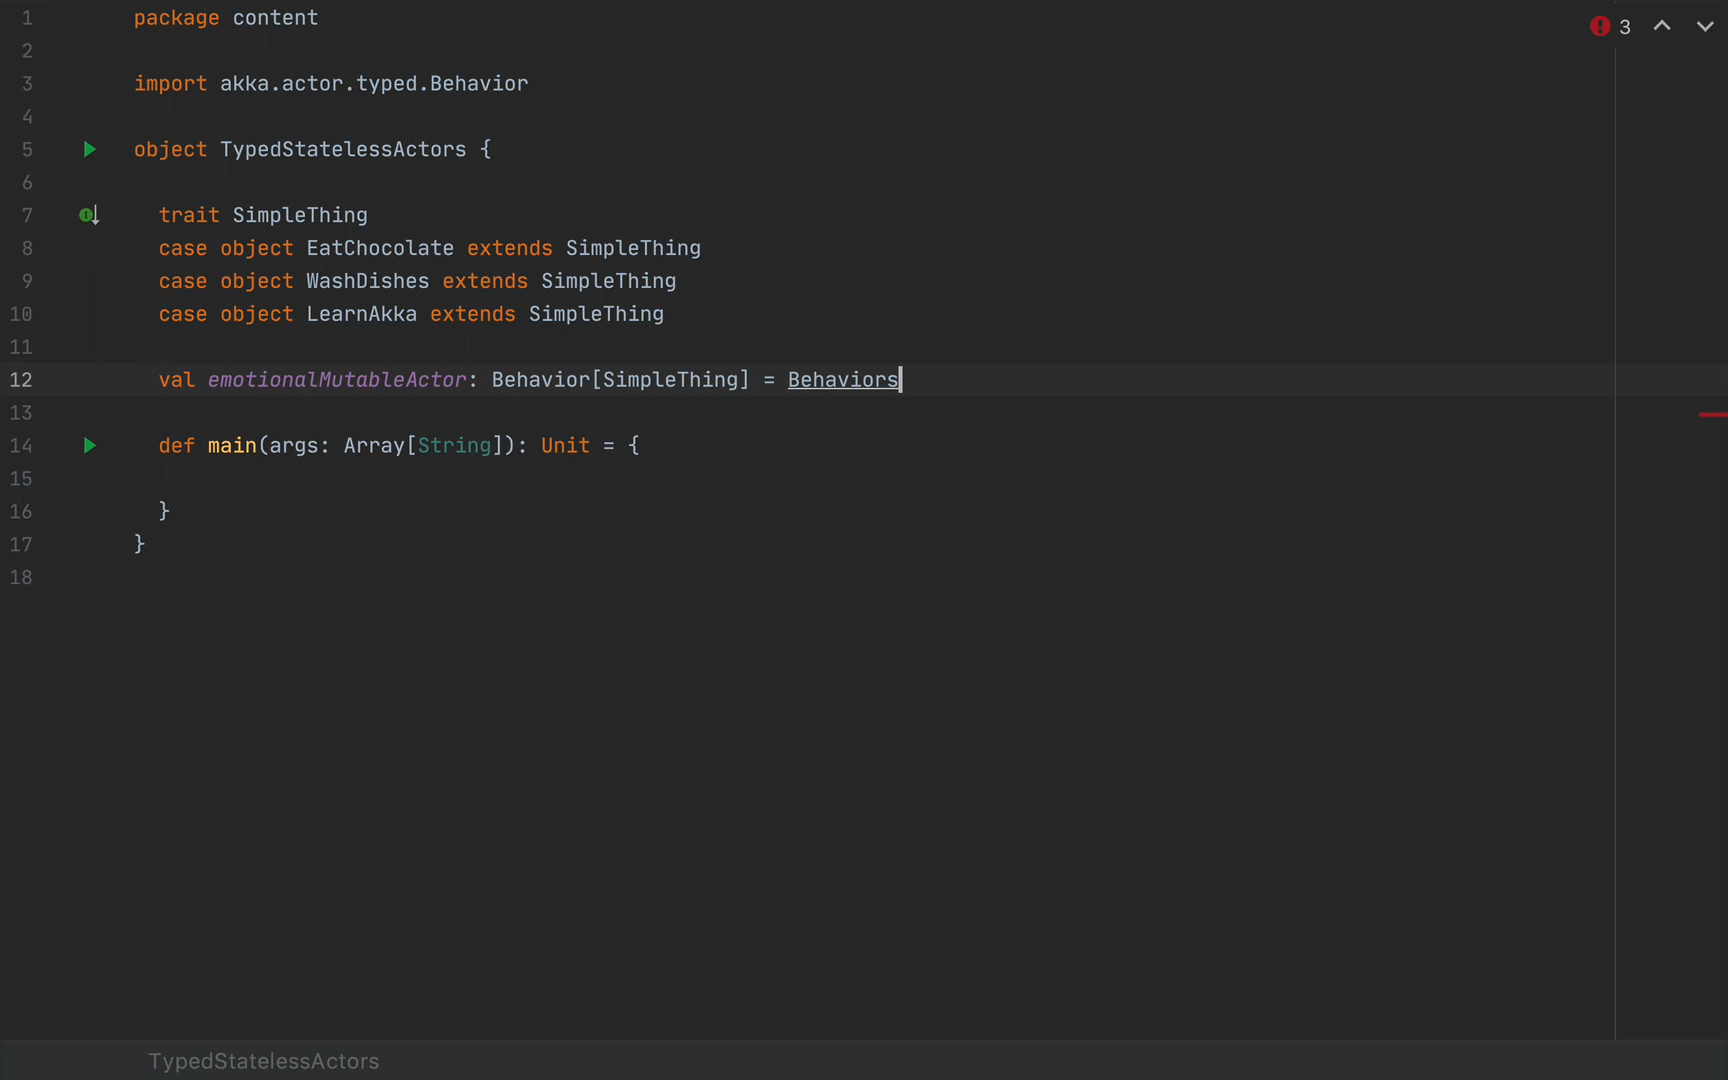 1 package content
2
3 import akka.actor.typed.Behavior
4
5 object TypedStatelessActors {
6
7 trait SimpleThing
8 case object EatChocolate extends SimpleThing
9 case object WashDishes extends SimpleThing
10 case object LearnAkka extends SimpleThing
11
12 val emotionalMutableActor: Behavior[SimpleThing] = Behaviors
13
14 def main(args: Array[String]): Unit = {
15
16 }
17 }
18
3
TypedStatelessActors